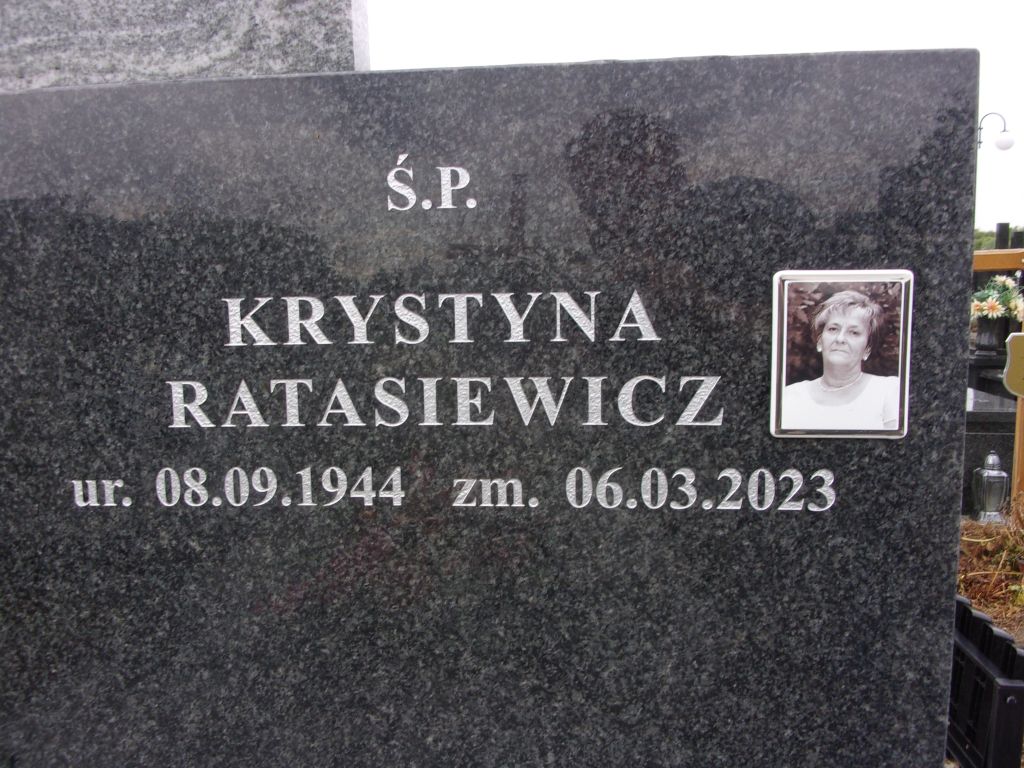 Ś.P.
KRYSTYNA
RATASIEWICZ
ur. 08.09.1944 zm. 06.03.2023